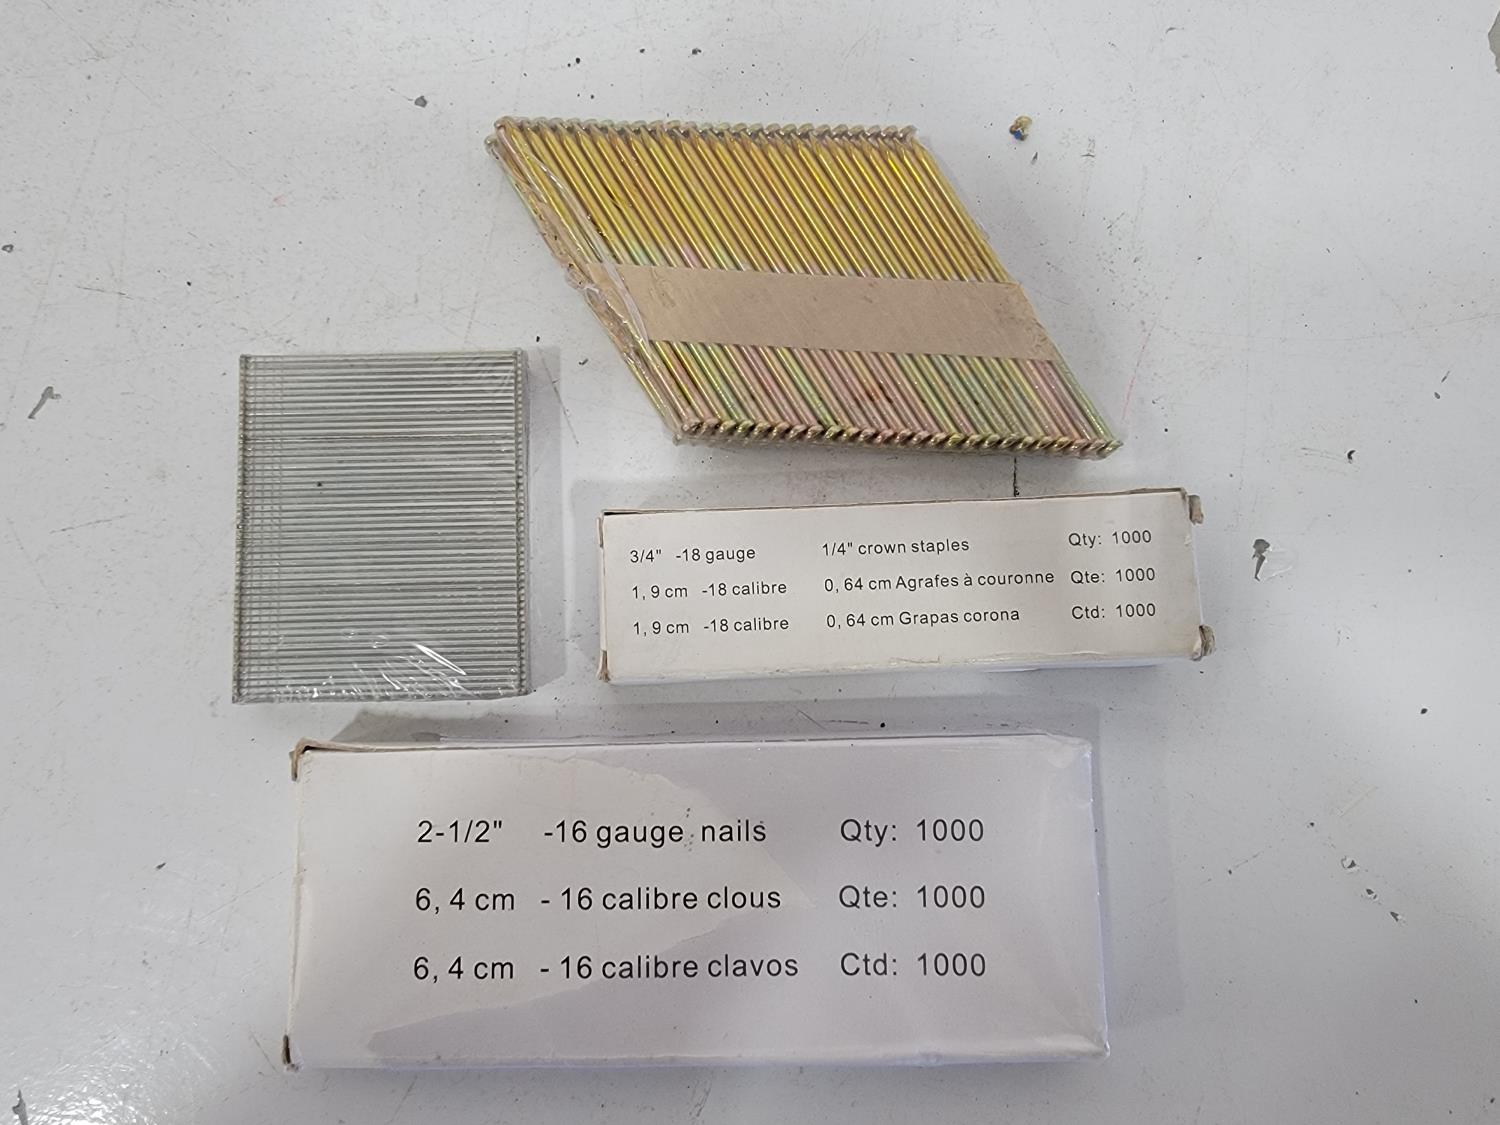 3/4" -18 gauge 1/4" crown staples Qty: 1000
1, 9 cm -18 calibre 0, 64 cm Agrafes à couronne Qte: 1000
1, 9 cm -18 calibre 0, 64 cm Grapas corona Ctd: 1000
2-1/2" -16 gauge nails Qty: 1000
6, 4 cm - 16 calibre clous Qte: 1000
6, 4 cm - 16 calibre clavos Ctd: 1000